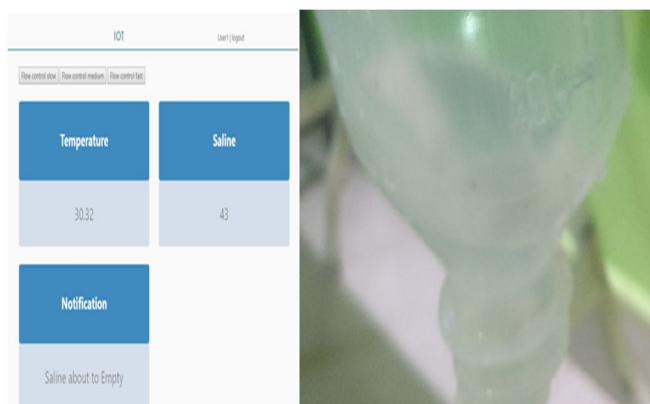 IOT
User1 | logout
Flow control slow Flow control medium Flow control fast
Temperature
30.32
Saline
43
Notification
Saline about to Empty